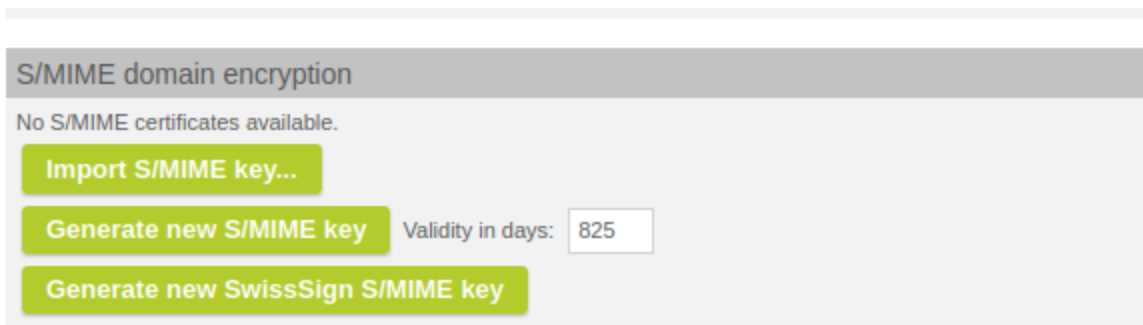 S/MIME domain encryption
No S/MIME certificates available.
Import S/MIME key...
Generate new S/MIME key Validity in days: 825
Generate new SwissSign S/MIME key